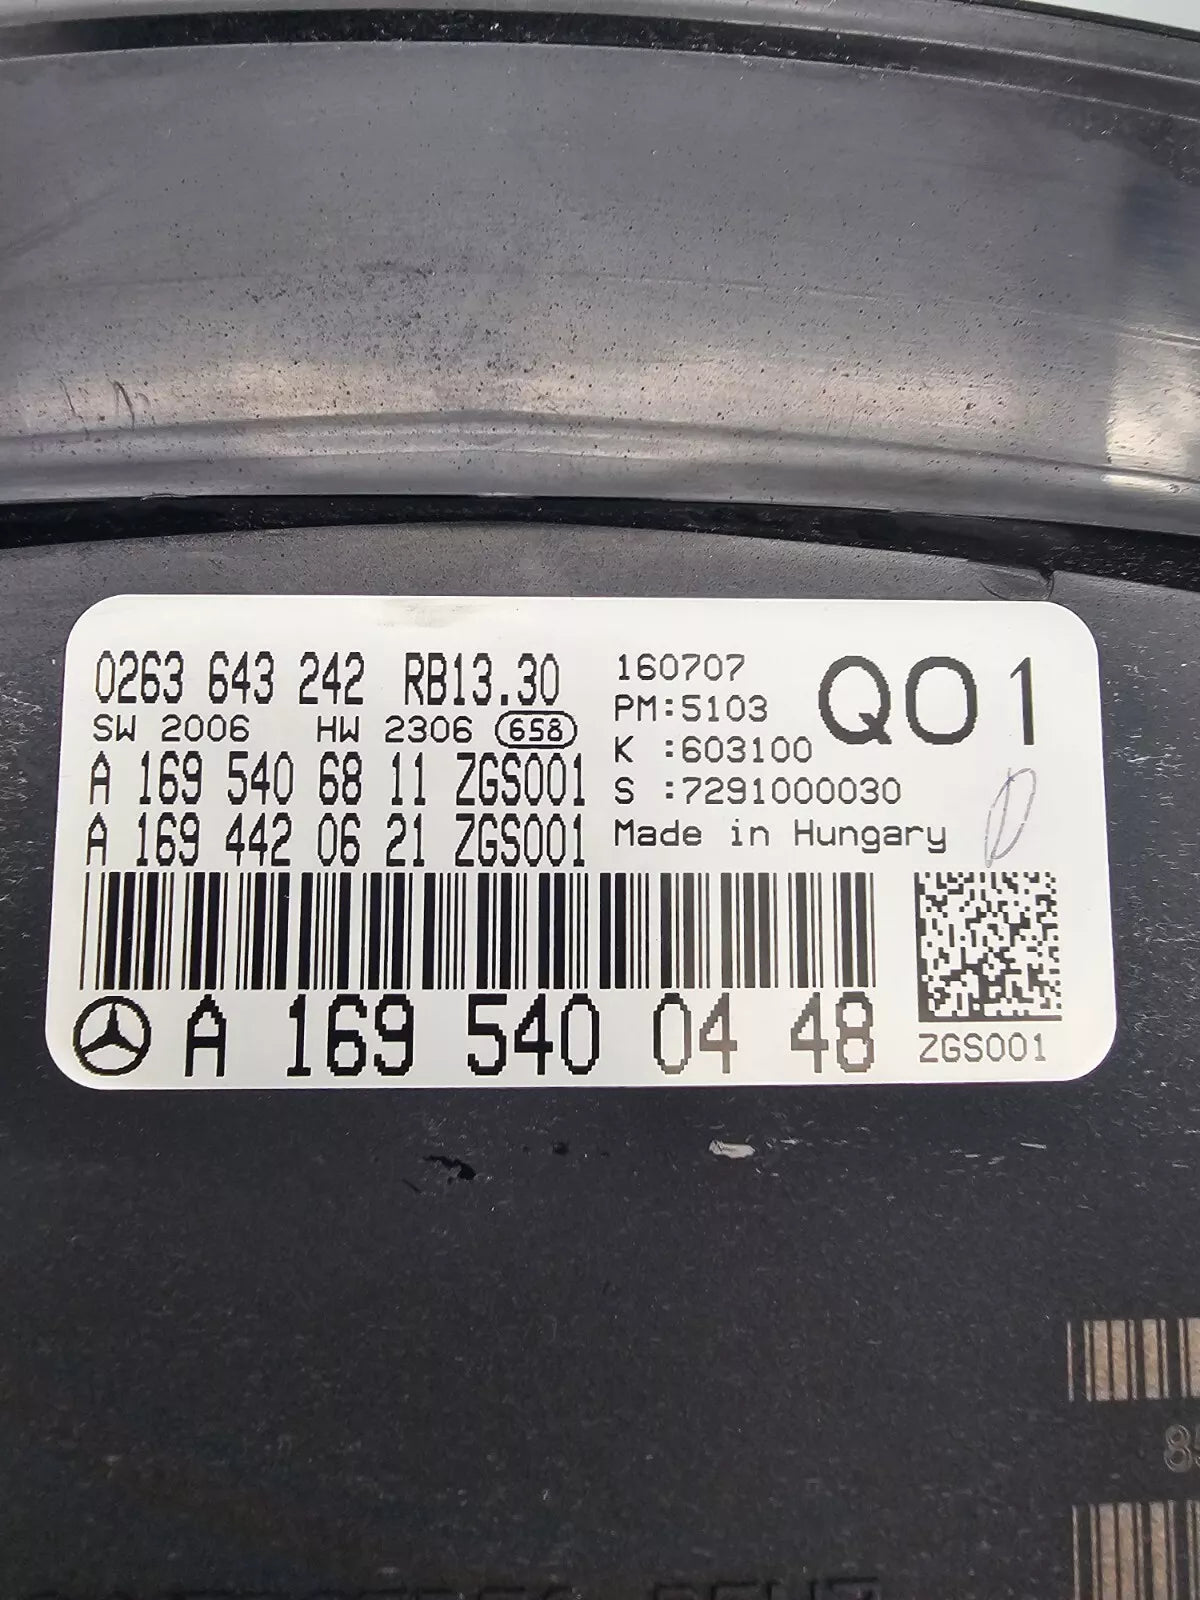 0263 643 242 RB13.30
SW 2006 HW 2306 658
A 169 540 68 11 ZGS001
A 169 442 06 21 ZGS001
160707
PM:5103
K :603100
S :7291000030
Made in Hungary
Q01
A 169 540 04 48
ZGS001